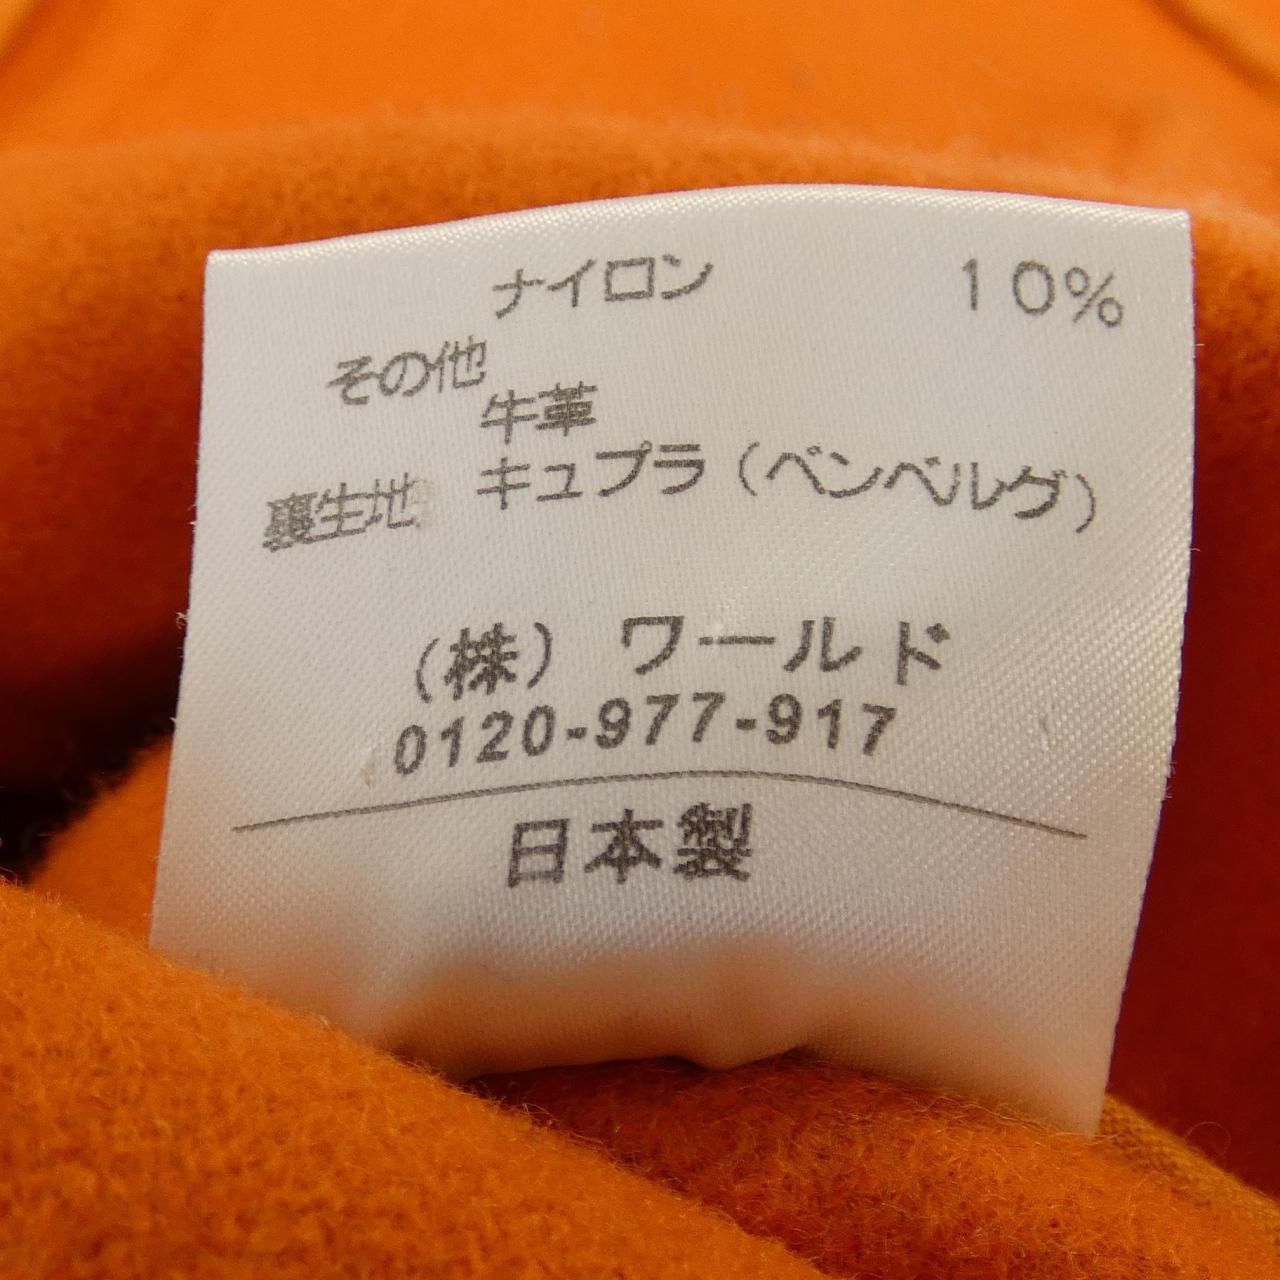 ナイロン 10%
その他
牛革
裏生地 キュプラ(ベンベルグ)
(株) ワールド
0120-977-917
日本製